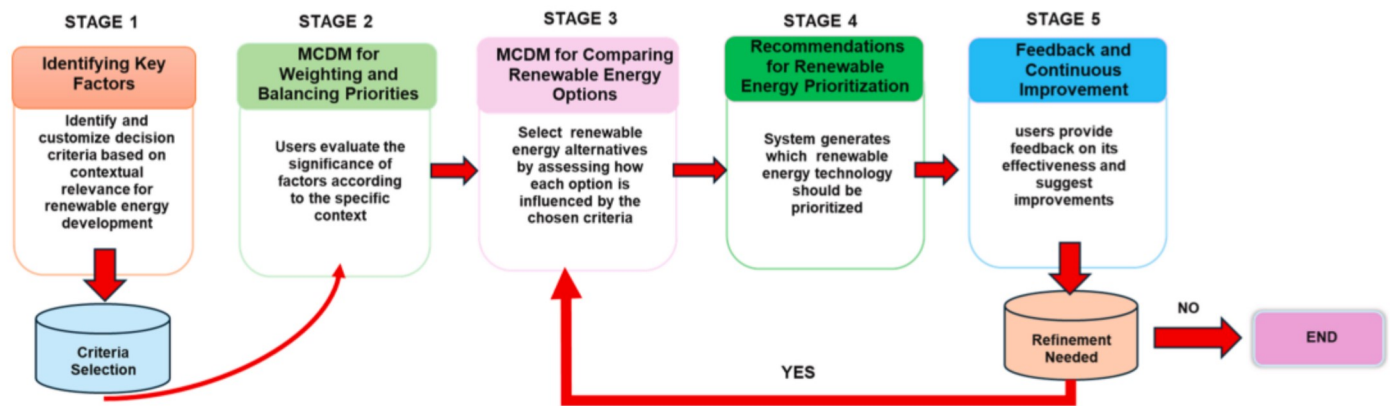 STAGE 1
Identifying Key
Factors
Identify and
customize decision
criteria based on
contextual
relevance for
renewable energy
development
Criteria
Selection
STAGE 2
MCDM for
Weighting and
Balancing Priorities
Users evaluate the
significance of
factors according
to the specific
context
STAGE 3
MCDM for Comparing
Renewable Energy
Options
Select renewable
energy alternatives
by assessing how
each option is
influenced by the
chosen criteria
STAGE 4
Recommendations
for Renewable
Energy Prioritization
System generates
which renewable
energy technology
should be
prioritized
STAGE 5
Feedback and
Continuous
Improvement
users provide
feedback on its
effectiveness and
suggest
improvements
Refinement
Needed
NO
END
YES